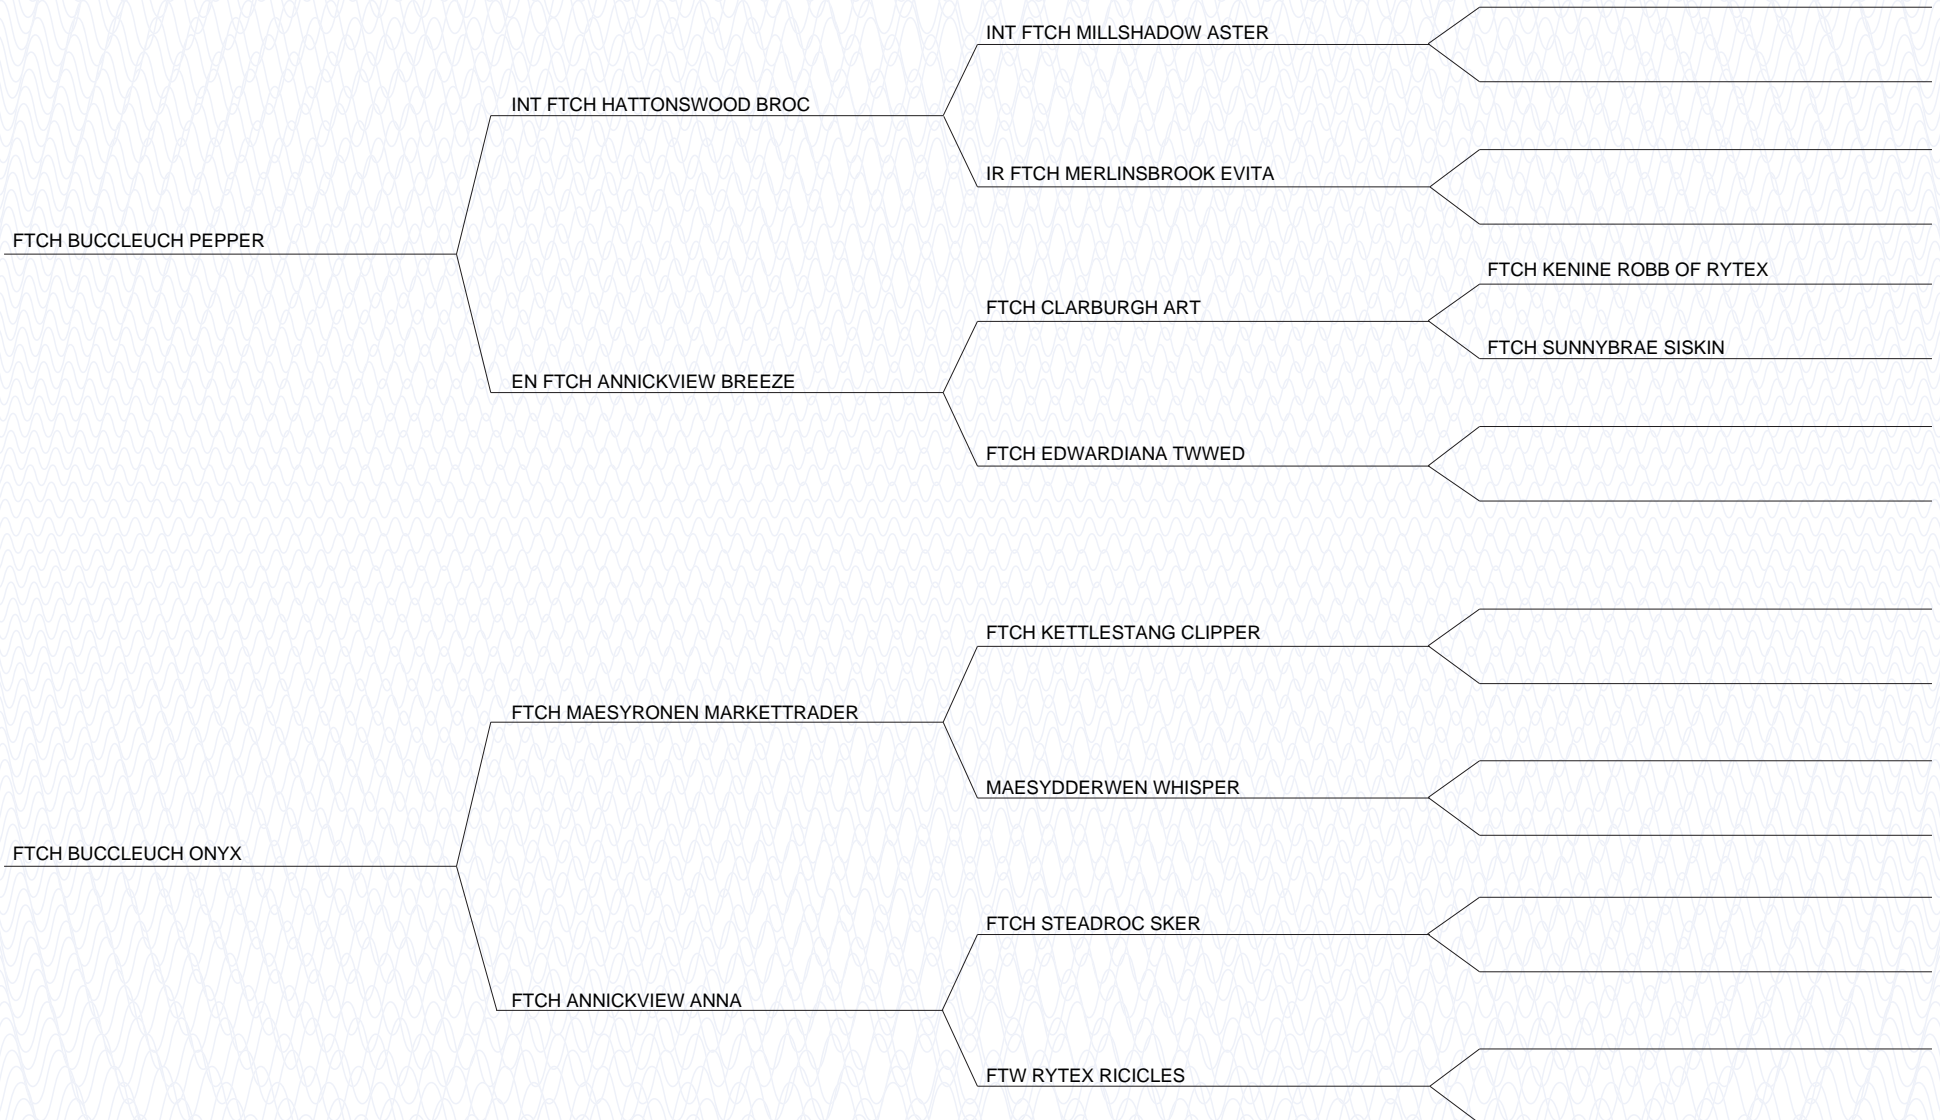 INT FTCH MILLSHADOW ASTER
INT FTCH HATTONSWOOD BROC
IR FTCH MERLINSBROOK EVITA
FTCH BUCCLEUCH PEPPER
FTCH KENINE ROBB OF RYTEX
FTCH CLARBURGH ART
FTCH SUNNYBRAE SISKIN
EN FTCH ANNICKVIEW BREEZE
FTCH EDWARDIANA TWWED
FTCH KETTLESTANG CLIPPER
FTCH MAESYRONEN MARKETTRADER
MAESYDDERWEN WHISPER
FTCH BUCCLEUCH ONYX
FTCH STEADROC SKER
FTCH ANNICKVIEW ANNA
FTW RYTEX RICICLES